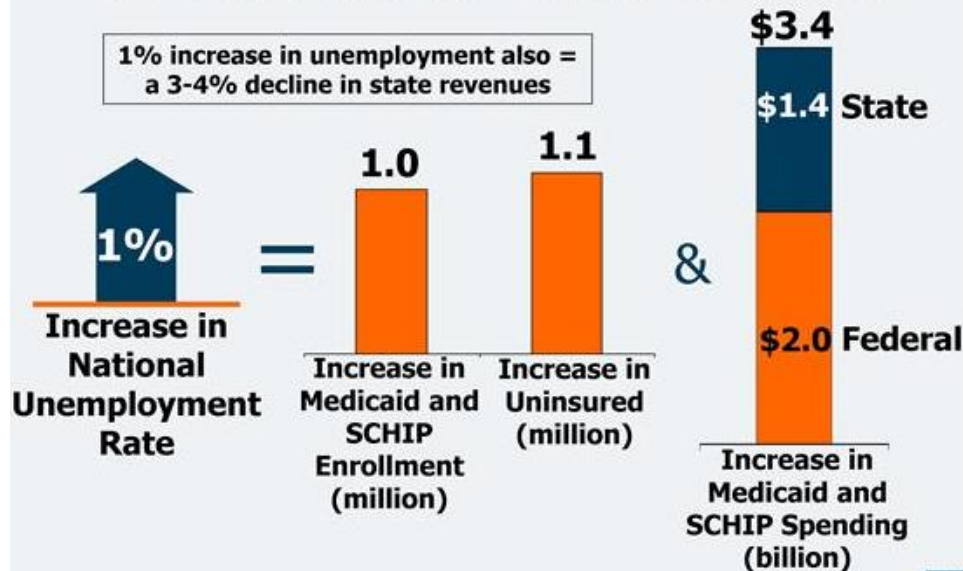 1% increase in unemployment also =
a 3-4% decline in state revenues
1%
Increase in
National
Unemployment
Rate
=
1.0
Increase in
Medicaid and
SCHIP
Enrollment
(million)
1.1
Increase in
Uninsured
(million)
&
$3.4
$1.4 State
$2.0 Federal
Increase in
Medicaid and
SCHIP Spending
(billion)